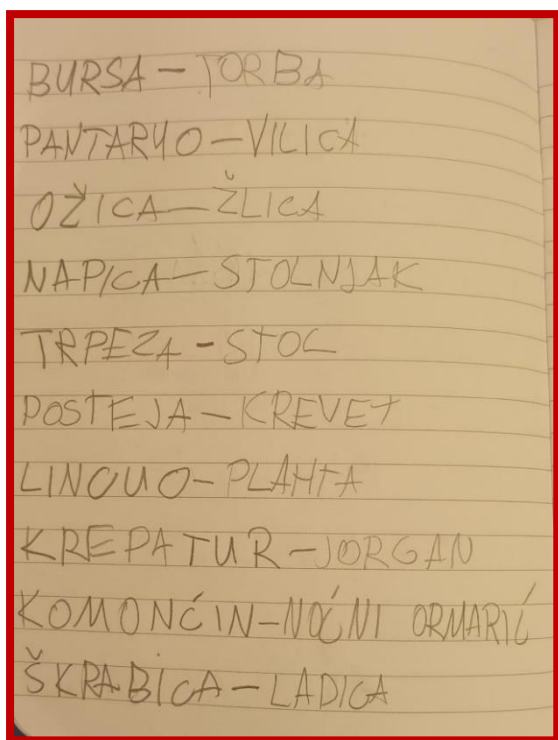 BURSA – TORBA
PANTARUO – VILICA
OŽICA – ŽLICA
NAPICA – STOLNJAK
TRPEZA - STOL
POSTEJA – KREVET
LINCUO - PLAHTA
KREPATUR – JORGAN
KOMONĆIN – NOĆNI ORMARIĆ
ŠKRABICA – LADICA